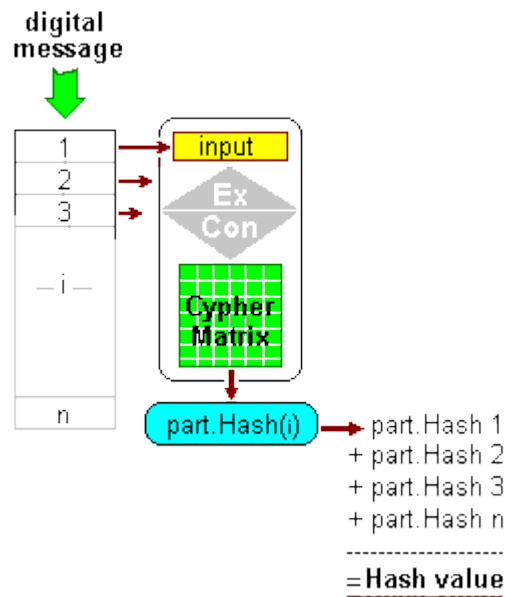 digital
message
1
2
3
— i —
n
input
Ex
Con
Cypher
Matrix
part.Hash(i)
part.Hash 1
+ part.Hash 2
+ part.Hash 3
+ part.Hash n
--------------------
=Hash value